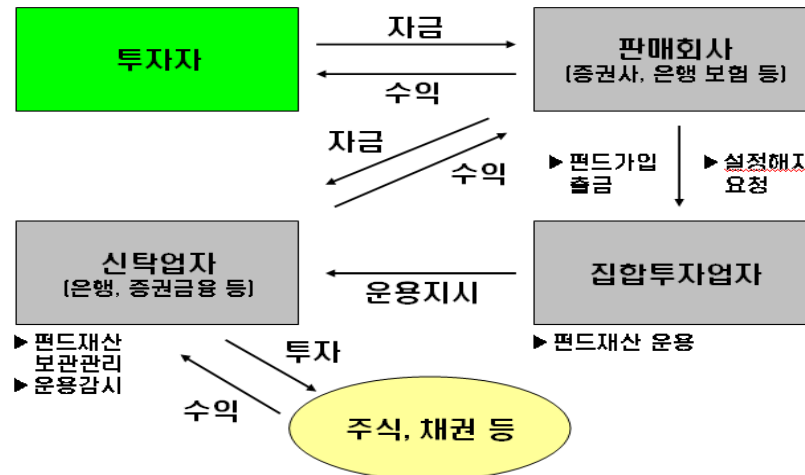 자금
투자자
판매회사
(증권사, 은행 보험 등)
수익
자금
수익
▶ 펀드가입
출금
▶ 설정해지
요청
신탁업자
(은행, 증권금융 등)
운용지시
집합투자업자
▶ 펀드재산
보관관리
▶ 운용감시
▶ 펀드재산 운용
투자
수익
주식, 채권 등